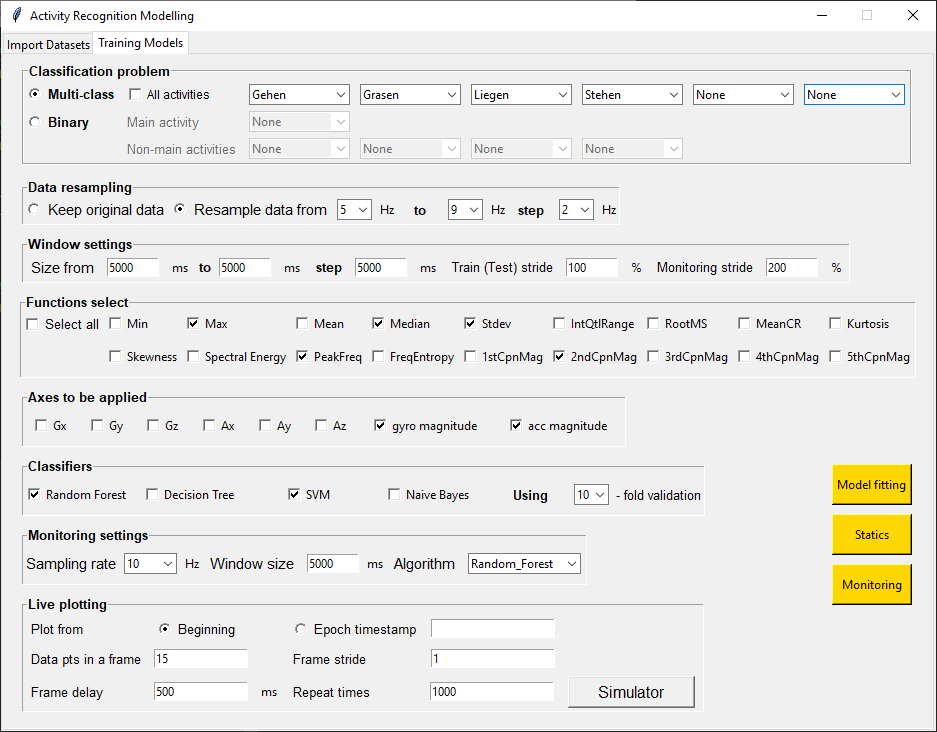 Activity Recognition Modelling
Import Datasets Training Models
Classification problem
Multi-class All activities Gehen Grasen Liegen Stehen None None
Binary Main activity None
Non-main activities None None None None
Data resampling
Keep original data Resample data from 5 Hz to 9 Hz step 2 Hz
Window settings
Size from 5000 ms to 5000 ms step 5000 ms Train (Test) stride 100 % Monitoring stride 200 %
Functions select
Select all Min Max Mean Median Stdev IntQtlRange RootMS MeanCR Kurtosis
Skewness Spectral Energy PeakFreq FreqEntropy 1stCpnMag 2ndCpnMag 3rdCpnMag 4thCpnMag 5thCpnMag
Axes to be applied
Gx Gy Gz Ax Ay Az gyro magnitude acc magnitude
Classifiers
Random Forest Decision Tree SVM Naive Bayes Using 10 - fold validation
Model fitting
Statics
Monitoring
Monitoring settings
Sampling rate 10 Hz Window size 5000 ms Algorithm Random_Forest
Live plotting
Plot from Beginning Epoch timestamp
Data pts in a frame 15 Frame stride 1
Frame delay 500 ms Repeat times 1000 Simulator